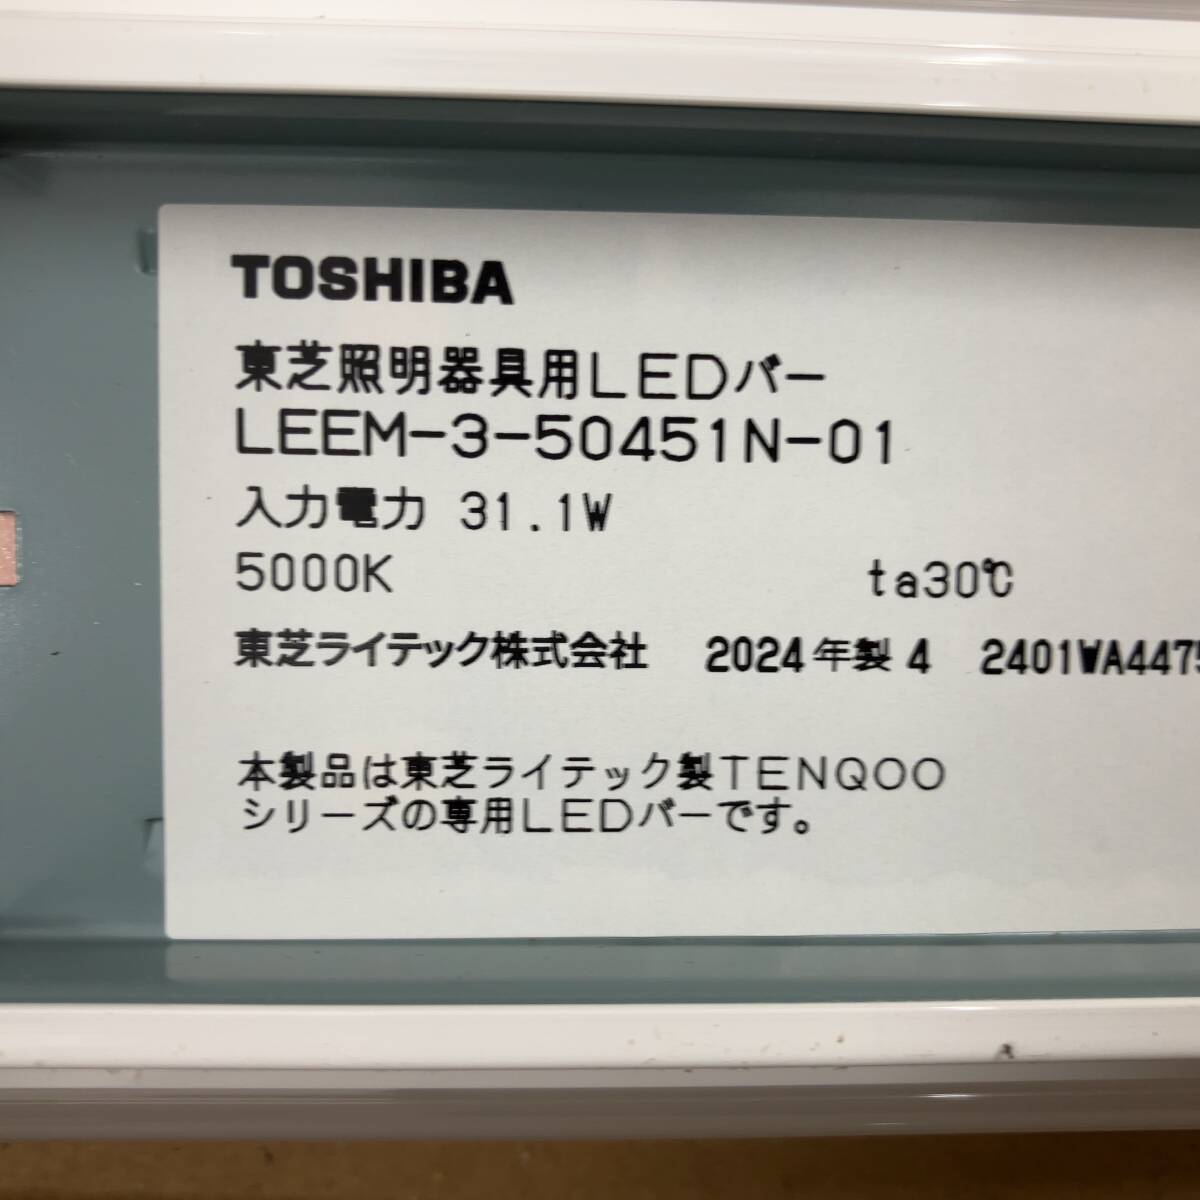 TOSHIBA
東芝照明器具用LEDバー
LEEM-3-50451N-01
入力電力 31.1W
5000K ta30℃
東芝ライテック株式会社 2024年製 4 2401WA4475
本製品は東芝ライテック製TENQOO
シリーズの専用LEDバーです。